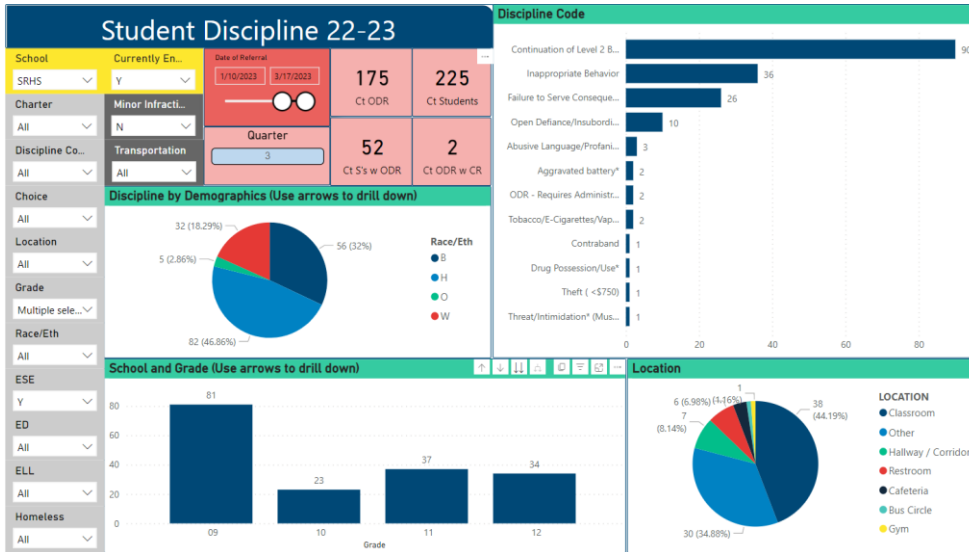 Student Discipline 22-23
School
SRHS
Currently En...
Y
Charter
All
Minor Infracti...
N
Discipline Co...
All
Transportation
All
Choice
All
Location
All
Grade
Multiple sele...
Race/Eth
All
ESE
Y
ED
All
ELL
All
Homeless
All
Date of Referral
1/10/2023
3/17/2023
Quarter
3
175
Ct ODR
225
Ct Students
52
Ct S's w ODR
2
Ct ODR w CR
Discipline by Demographics (Use arrows to drill down)
32 (18.29%)
56 (32%)
5 (2.86%)
82 (46.86%)
Race/Eth
B
H
O
W
Discipline Code
Continuation of Level 2 B...
90
Inappropriate Behavior
36
Failure to Serve Conseque...
26
Open Defiance/Insubordi...
10
Abusive Language/Profani...
3
Aggravated battery*
2
ODR - Requires Administr...
2
Tobacco/E-Cigarettes/Vap...
2
Contraband
1
Drug Possession/Use*
1
Theft ( <$750)
1
Threat/Intimidation* (Mus...
1
0 20 40 60 80
School and Grade (Use arrows to drill down)
80
60
40
20
0
81
23
37
34
09 10 11 12
Grade
Location
1
(1.16%)
6 (6.98%)
7
(8.14%)
38
(44.19%)
30 (34.88%)
LOCATION
Classroom
Other
Hallway / Corridor
Restroom
Cafeteria
Bus Circle
Gym